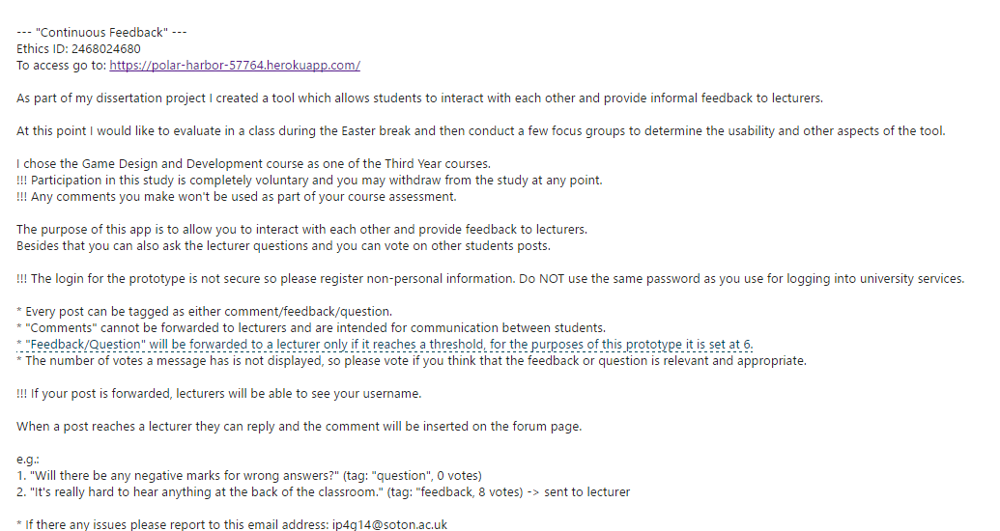 --- "Continuous Feedback" ---
Ethics ID: 2468024680
To access go to: https://polar-harbor-57764.herokuapp.com/
As part of my dissertation project I created a tool which allows students to interact with each other and provide informal feedback to lecturers.
At this point I would like to evaluate in a class during the Easter break and then conduct a few focus groups to determine the usability and other aspects of the tool.
I chose the Game Design and Development course as one of the Third Year courses.
!!! Participation in this study is completely voluntary and you may withdraw from the study at any point.
!!! Any comments you make won't be used as part of your course assessment.
The purpose of this app is to allow you to interact with each other and provide feedback to lecturers.
Besides that you can also ask the lecturer questions and you can vote on other students posts.
!!! The login for the prototype is not secure so please register non-personal information. Do NOT use the same password as you use for logging into university services.
* Every post can be tagged as either comment/feedback/question.
* "Comments" cannot be forwarded to lecturers and are intended for communication between students.
* "Feedback/Question" will be forwarded to a lecturer only if it reaches a threshold, for the purposes of this prototype it is set at 6.
* The number of votes a message has is not displayed, so please vote if you think that the feedback or question is relevant and appropriate.
!!! If your post is forwarded, lecturers will be able to see your username.
When a post reaches a lecturer they can reply and the comment will be inserted on the forum page.
e.g.:
1. "Will there be any negative marks for wrong answers?" (tag: "question", 0 votes)
2. "It's really hard to hear anything at the back of the classroom." (tag: "feedback, 8 votes) -> sent to lecturer
* If there any issues please report to this email address: ip4g14@soton.ac.uk